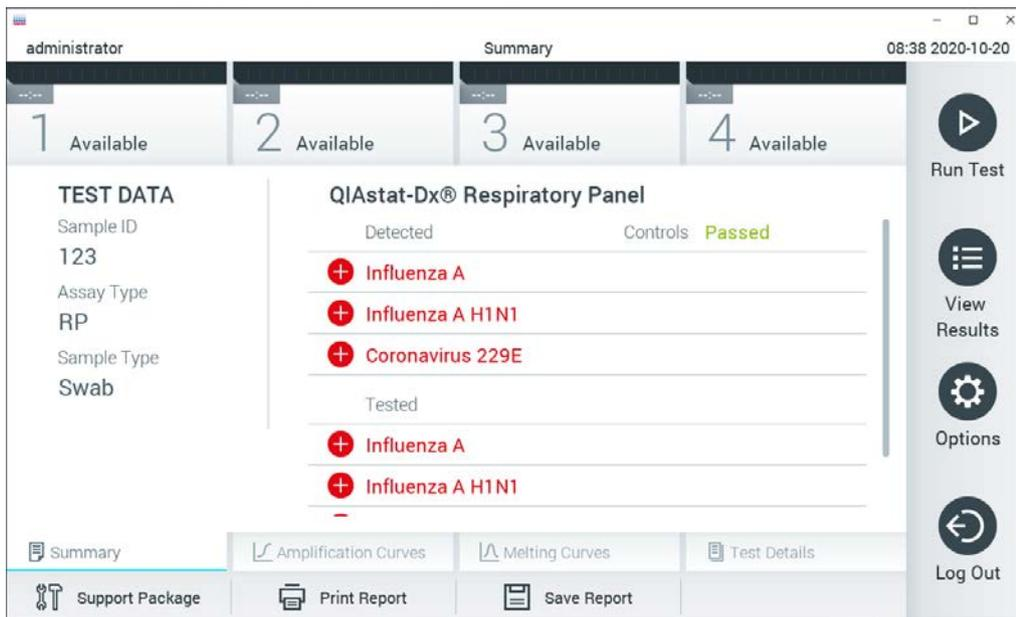 administrator Summary 08:38 2020-10-20
--:-- --:-- --:-- --:--
1 Available 2 Available 3 Available 4 Available
Run Test
TEST DATA
Sample ID
123
Assay Type
RP
Sample Type
Swab
QIAstat-Dx® Respiratory Panel
Detected Controls Passed
Influenza A
Influenza A H1N1
Coronavirus 229E
Tested
Influenza A
Influenza A H1N1
View
Results
Options
Log Out
Summary Amplification Curves Melting Curves Test Details
Support Package Print Report Save Report